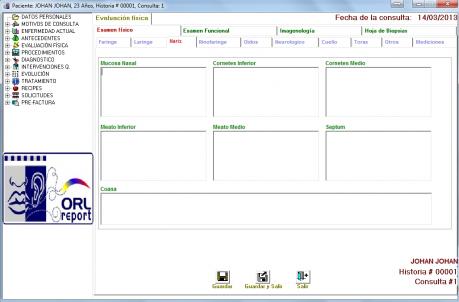 Paciente: JOHAN JOHAN, 23 Años, Historia # 00001, Consulta: 1
DATOS PERSONALES
MOTIVOS DE CONSULTA
ENFERMEDAD ACTUAL
ANTECEDENTES
EVALUACIÓN FISICA
PROCEDIMIENTOS
DIAGNOSTICO
INTERVENCIONES Q.
EVOLUCIÓN
TRATAMIENTO
RECIPES
SOLICITUDES
PRE-FACTURA
ORL
ORL
report
Evaluación física
Fecha de la consulta: 14/03/2013
Examen Físico
Examen Funcional
Imagenología
Hoja de Biopsias
Faringe
Laringe
Nariz
Rinofaringe
Oidos
Neurologico
Cuello
Torax
Otros
Mediciones
Mucosa Nasal
Cornetes Inferior
Cornetes Medio
Meato Inferior
Meato Medio
Septum
Coana
Guardar
Guardar y Salir
Salir
JOHAN JOHAN
Historia # 00001
Consulta #1